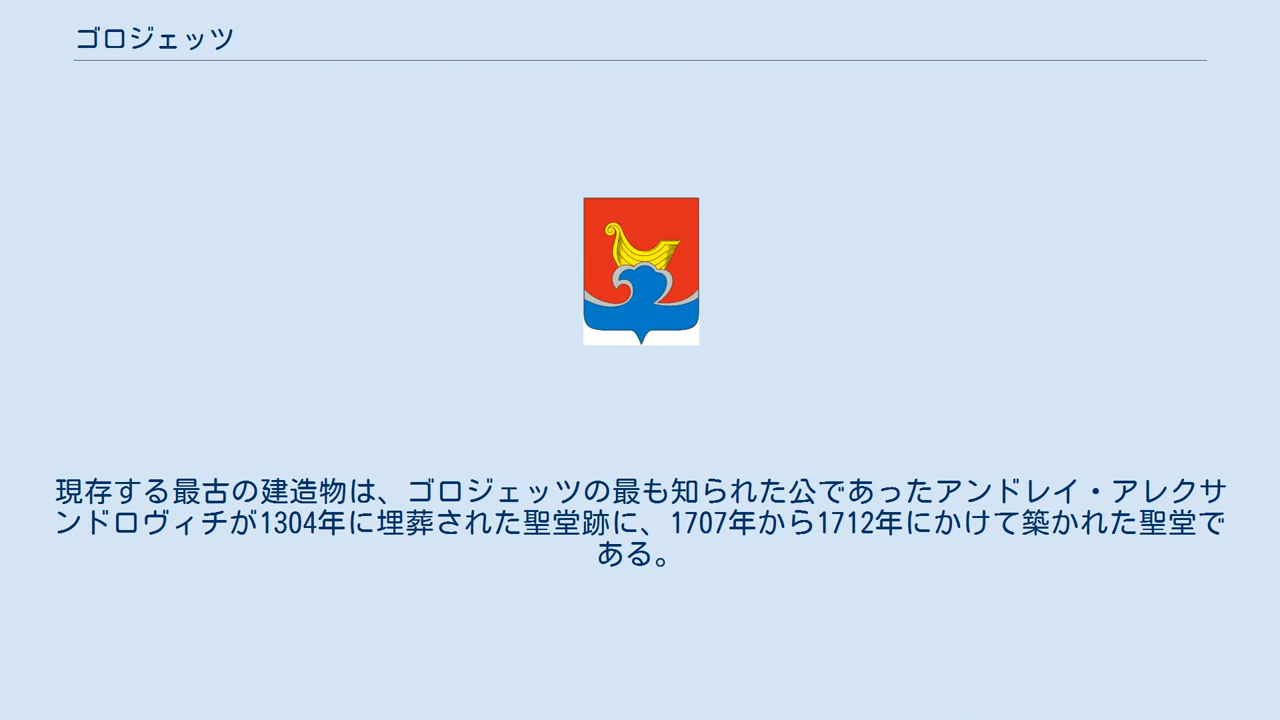 ゴロジェッツ
現存する最古の建造物は、ゴロジェッツの最も知られた公であったアンドレイ・アレクサ
ンドロヴィチが1304年に埋葬された聖堂跡に、1707年から1712年にかけて築かれた聖堂で
ある。